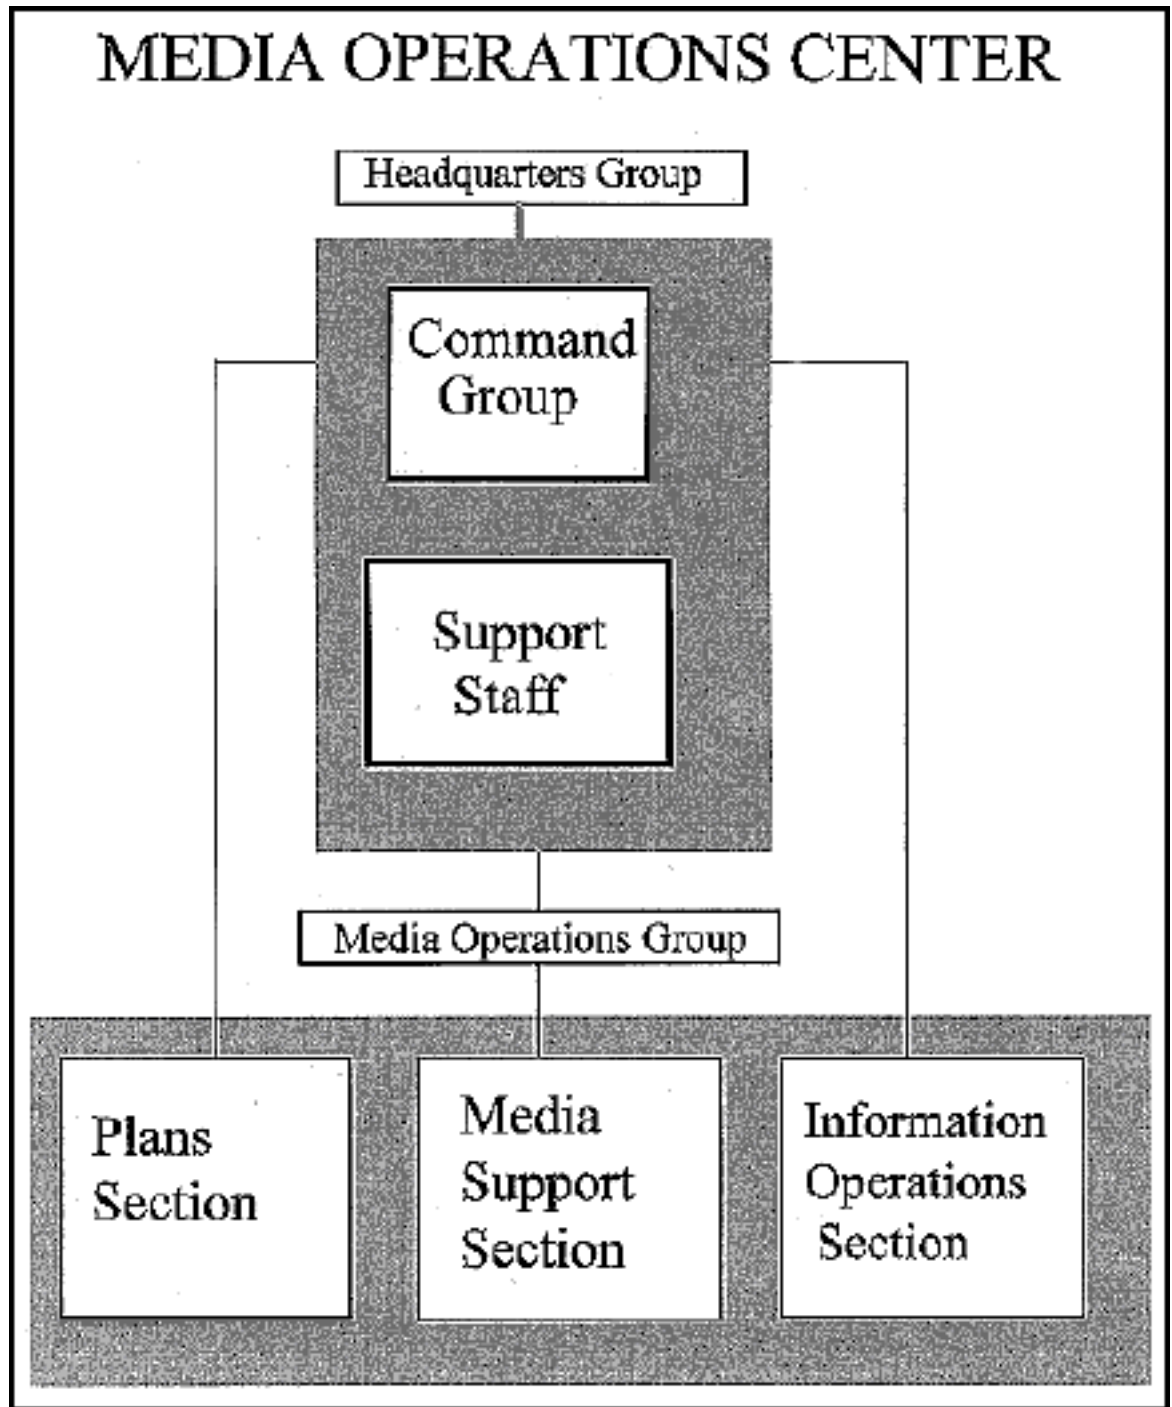 MEDIA OPERATIONS CENTER
Headquarters Group
Command
Group
Support
Staff
Media Operations Group
Plans
Section
Media
Support
Section
Information
Operations
Section